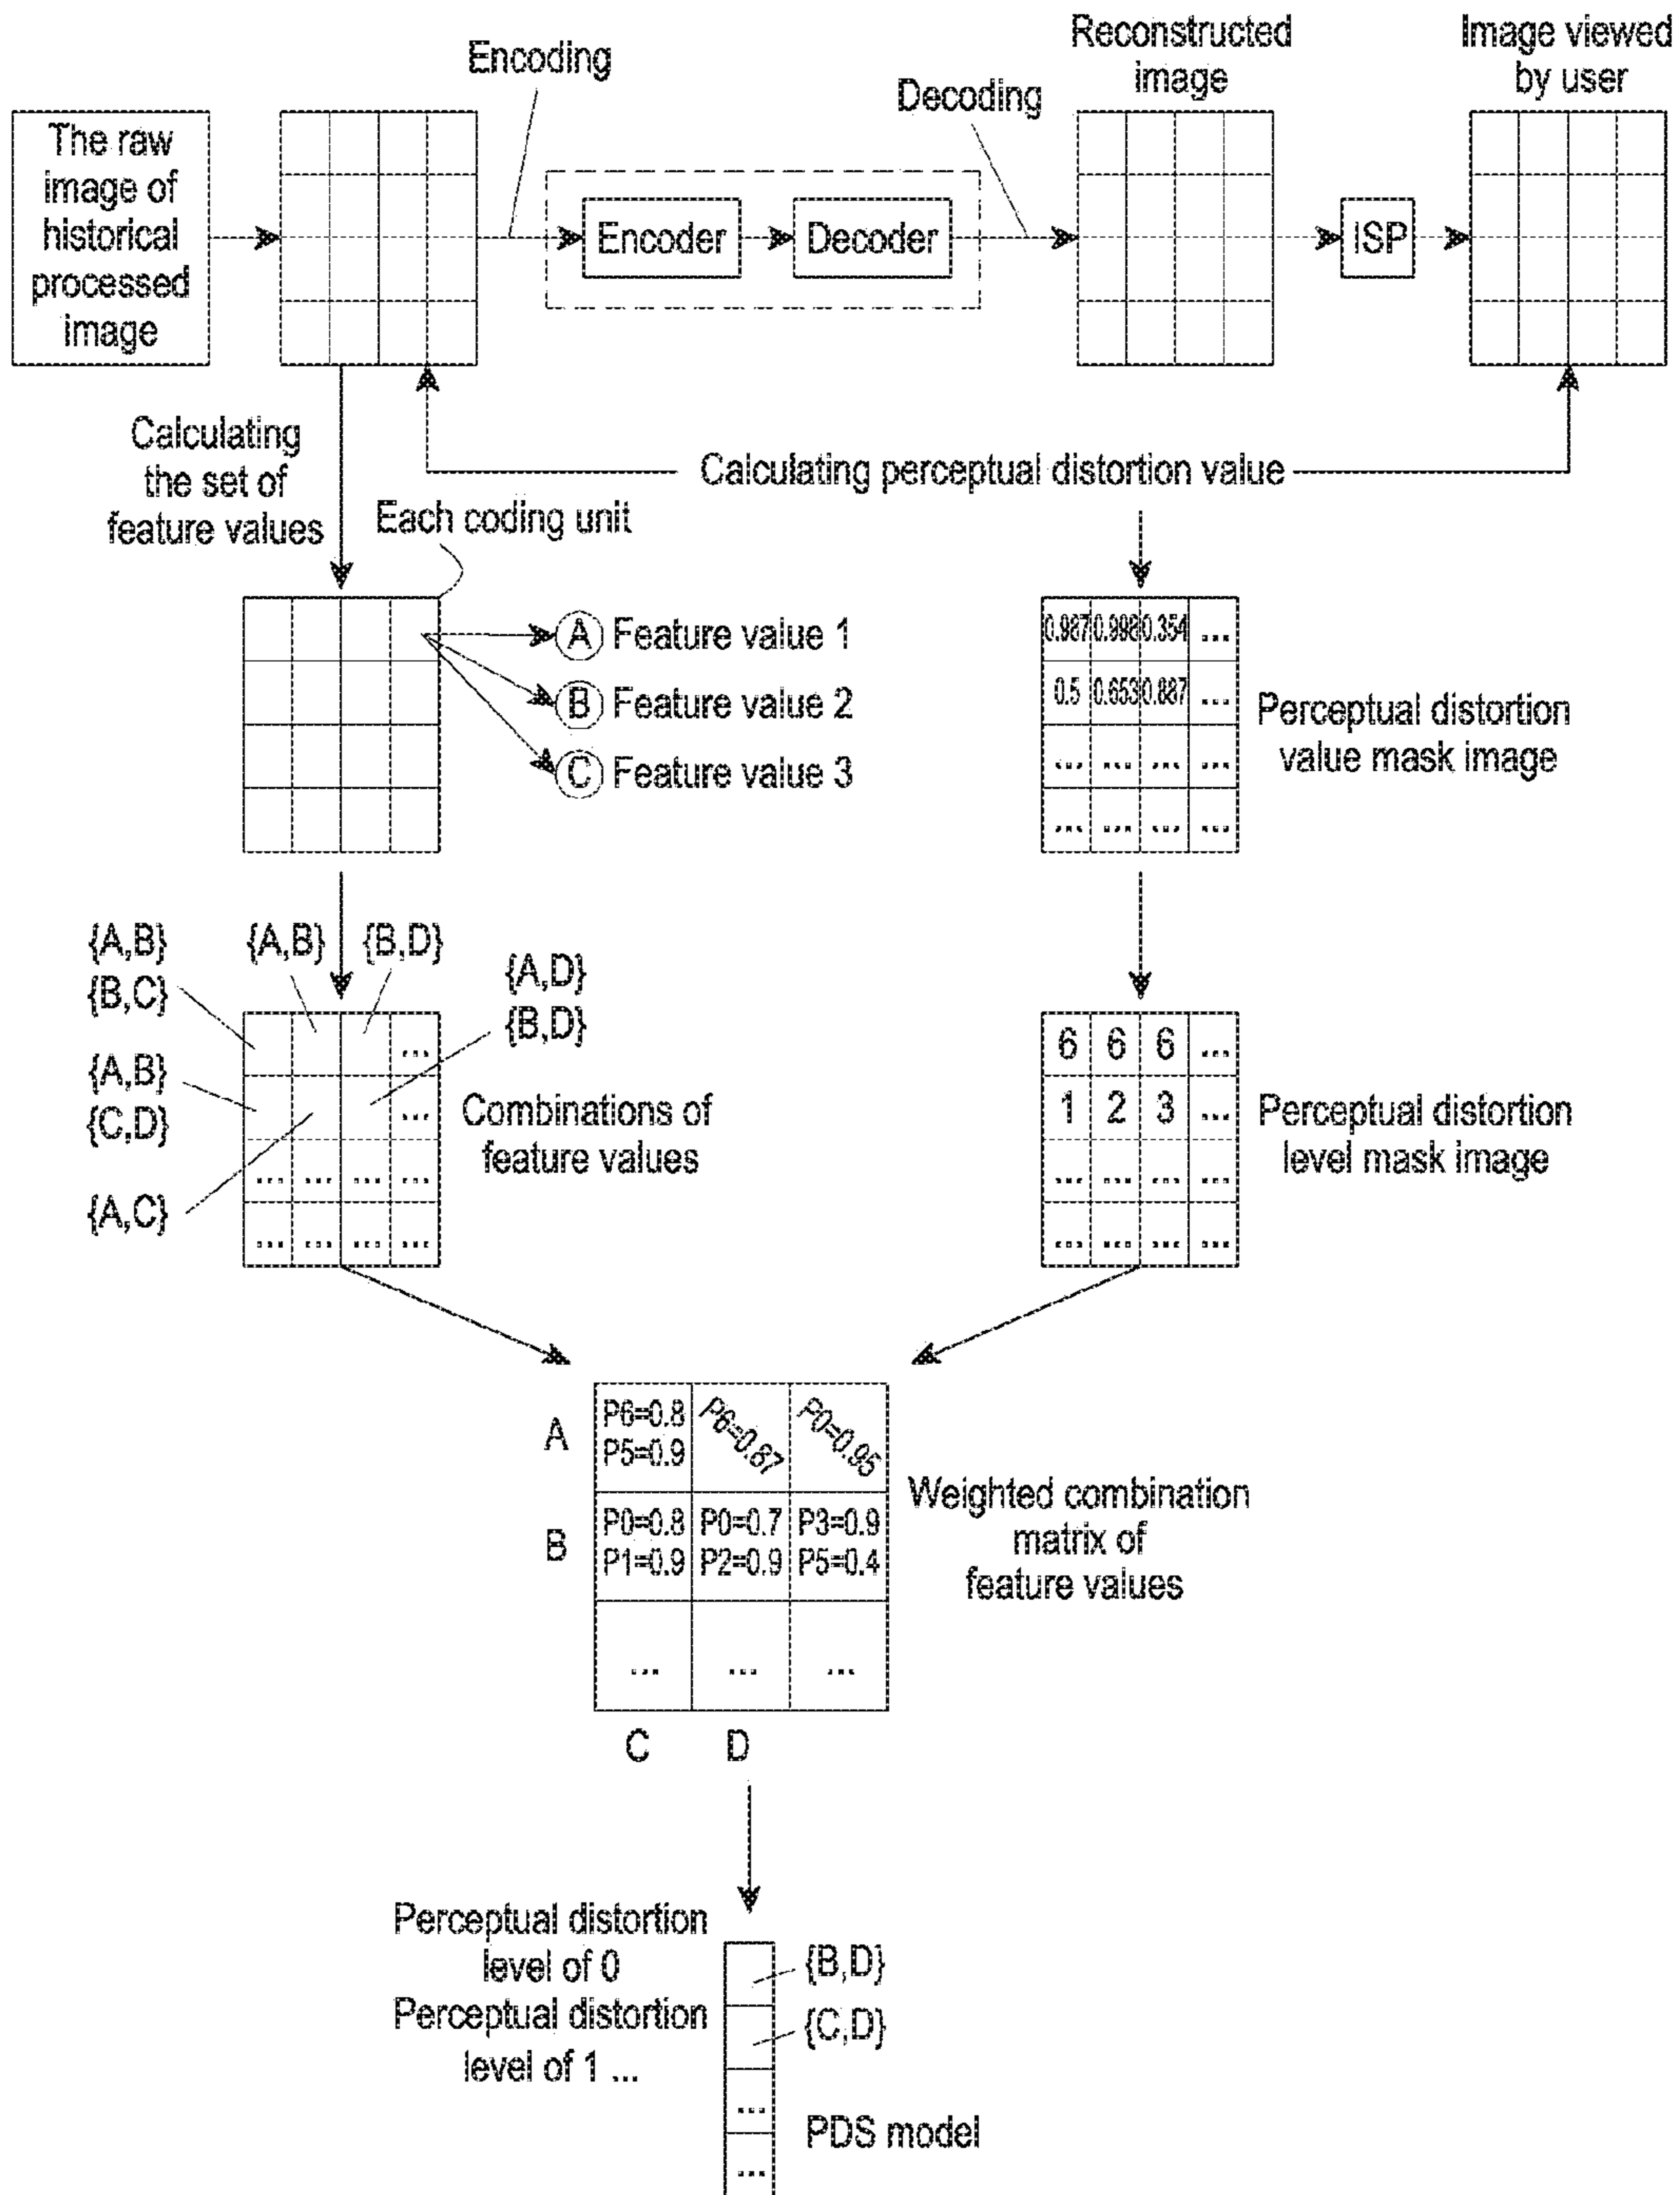 The raw
image of
historical
processed
image
Encoding
Encoder
Decoder
Decoding
Reconstructed
image
ISP
Image viewed
by user
Calculating
the set of
feature values
Calculating perceptual distortion value
Each coding unit
A Feature value 1
B Feature value 2
C Feature value 3
0.987 0.998 0.354 ...
0.5 0.653 0.887 ...
... ... ... ...
... ... ... ...
Perceptual distortion
value mask image
{A,B}
{B,C}
{A,B}
{B,D}
{A,D}
{B,D}
{A,B}
{C,D}
{A,C}
...
...
... ... ... ...
... ... ... ...
Combinations of
feature values
6 6 6 ...
1 2 3 ...
... ... ... ...
... ... ... ...
Perceptual distortion
level mask image
A
P6=0.8
P5=0.9
P6=0.87
P0=0.95
B
P0=0.8 P0=0.7 P3=0.9
P1=0.9 P2=0.9 P5=0.4
... ... ...
C D
Weighted combination
matrix of
feature values
Perceptual distortion
level of 0
Perceptual distortion
level of 1 ...
{B,D}
{C,D}
...
...
PDS model